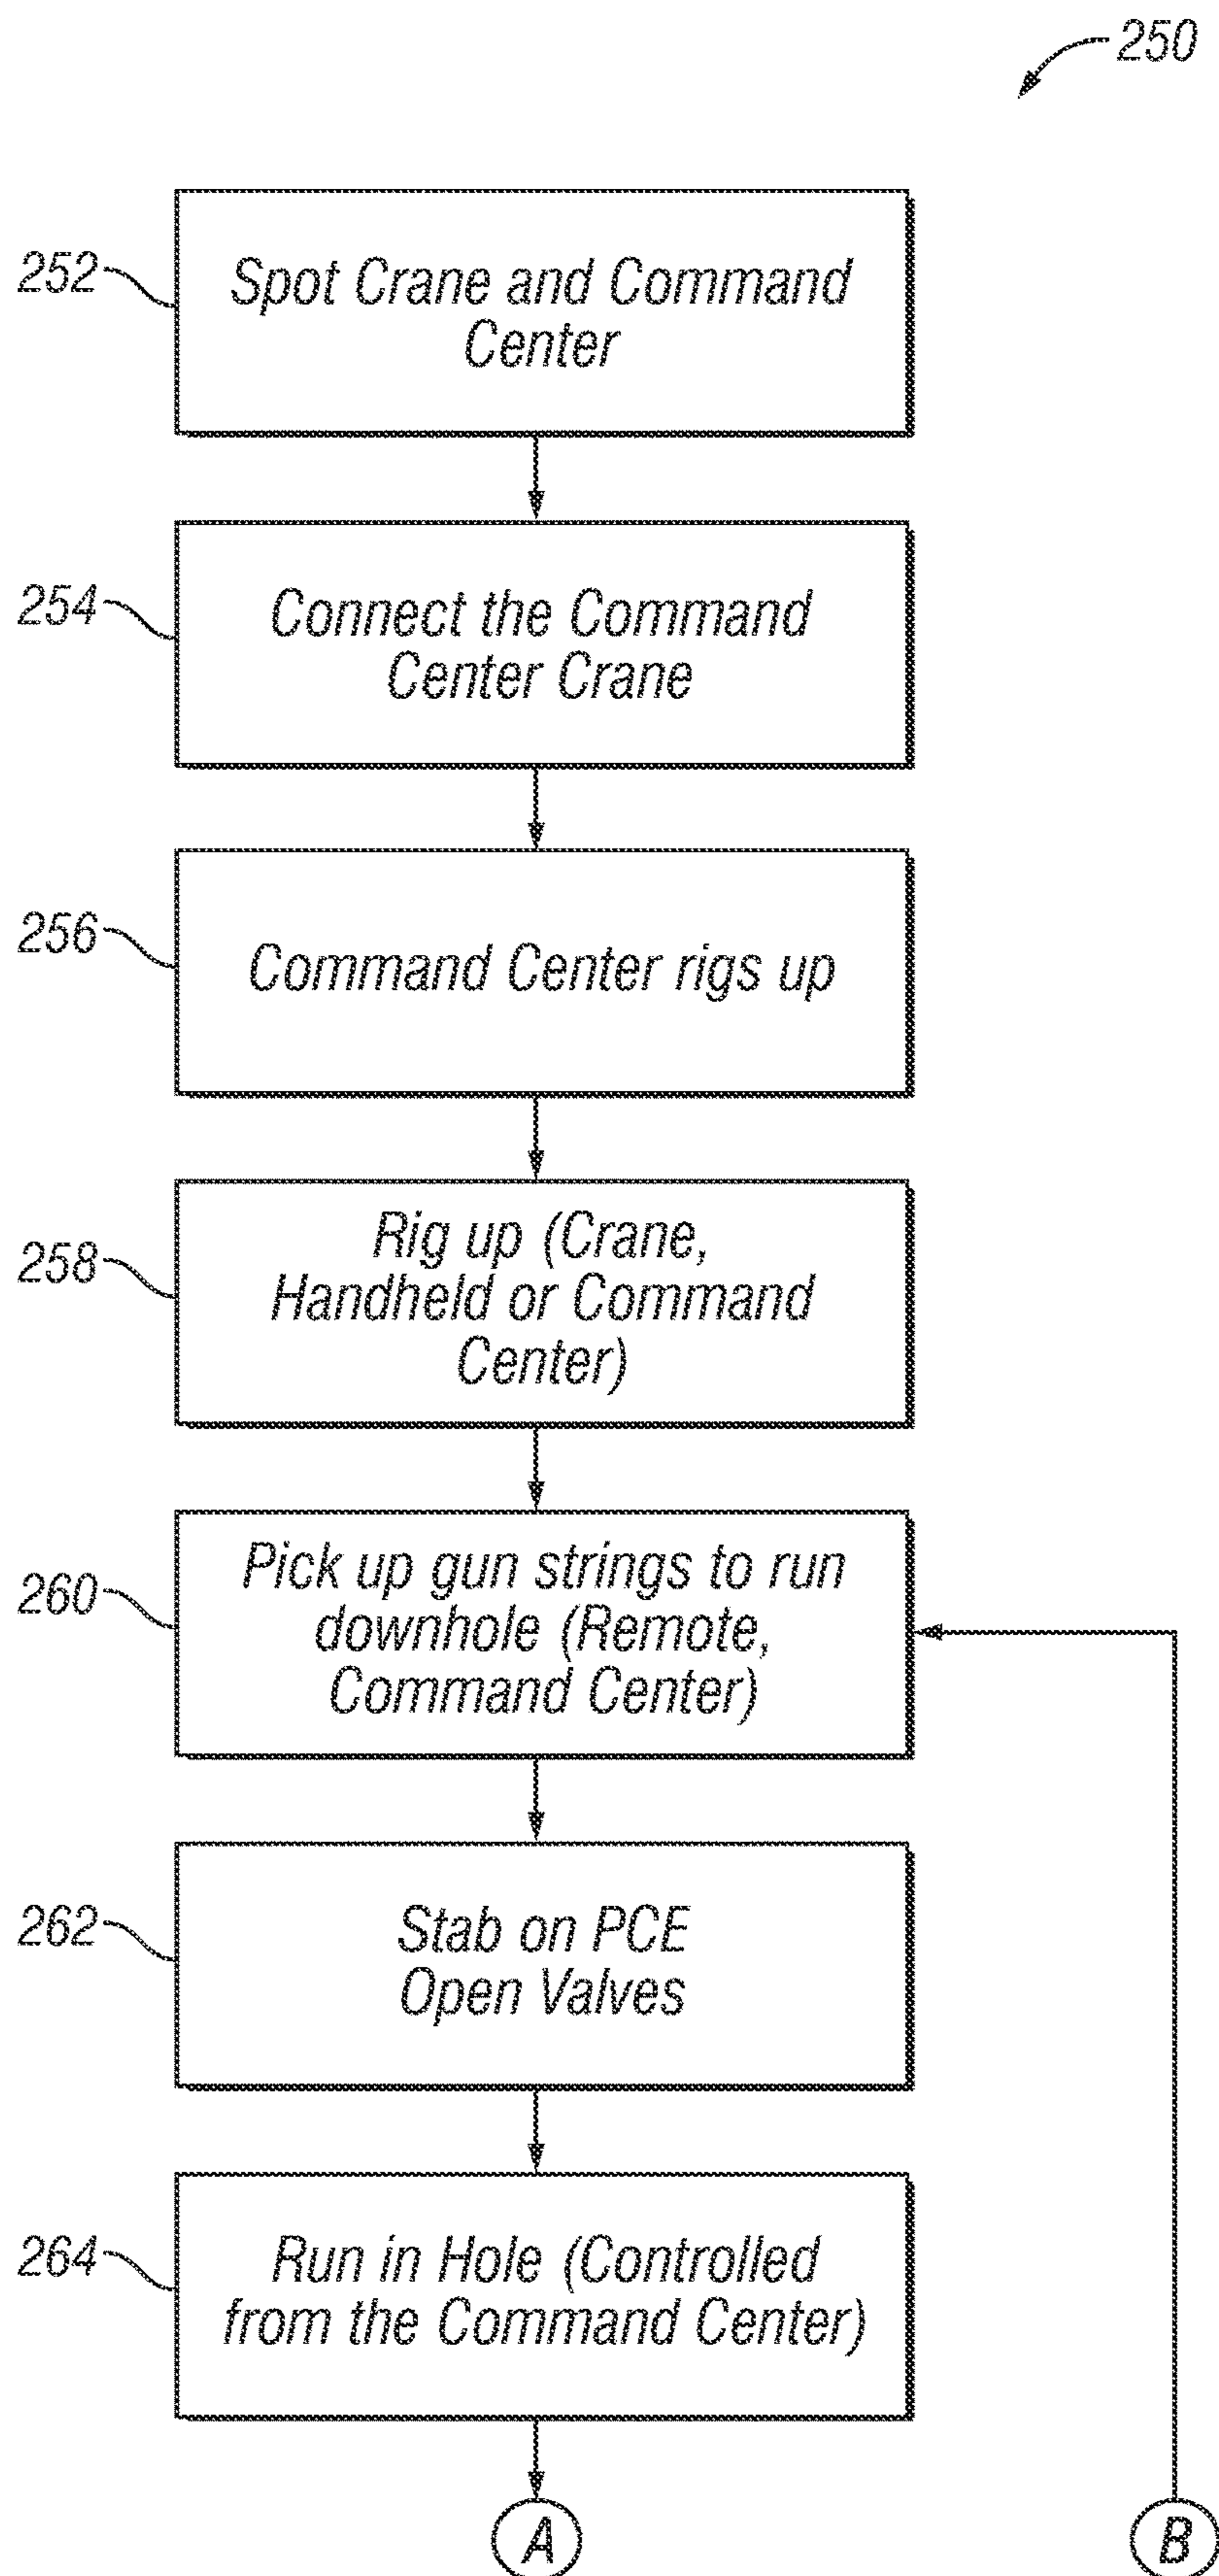 250
252
Spot Crane and Command
Center
254
Connect the Command
Center Crane
256
Command Center rigs up
258
Rig up (Crane,
Handheld or Command
Center)
260
Pick up gun strings to run
downhole (Remote,
Command Center)
262
Stab on PCE
Open Valves
264
Run in Hole (Controlled
from the Command Center)
A
B